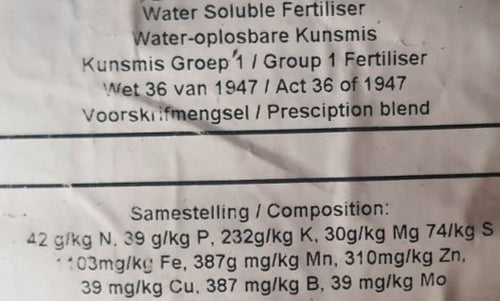 Water Soluble Fertiliser
Water-oplosbare Kunsmis
Kunsmis Groep 1 / Group 1 Fertiliser
Wet 36 van 1947 / Act 36 of 1947
Voorskrifmengsel / Presciption blend
Samestelling / Composition:
42 g/kg N, 39 g/kg P, 232g/kg K, 30g/kg Mg 74/kg S
1103mg/kg Fe, 387g mg/kg Mn, 310mg/kg Zn,
39 mg/kg Cu, 387 mg/kg B, 39 mg/kg Mo